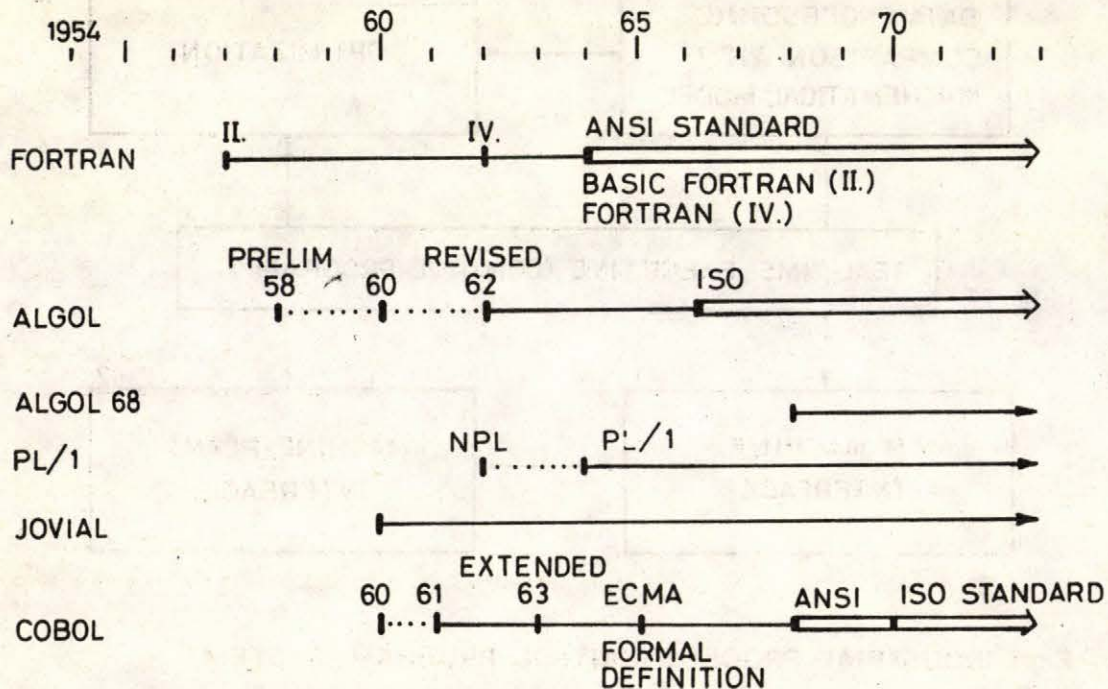 1954 60 65 70
II. IV. ANSI STANDARD
FORTRAN
BASIC FORTRAN (II.)
FORTRAN (IV.)
PRELIM REVISED
58 60 62 ISO
ALGOL
ALGOL 68
NPL PL/1
PL/1
JOVIAL
EXTENDED
60 61 63 ECMA ANSI ISO STANDARD
COBOL
FORMAL
DEFINITION